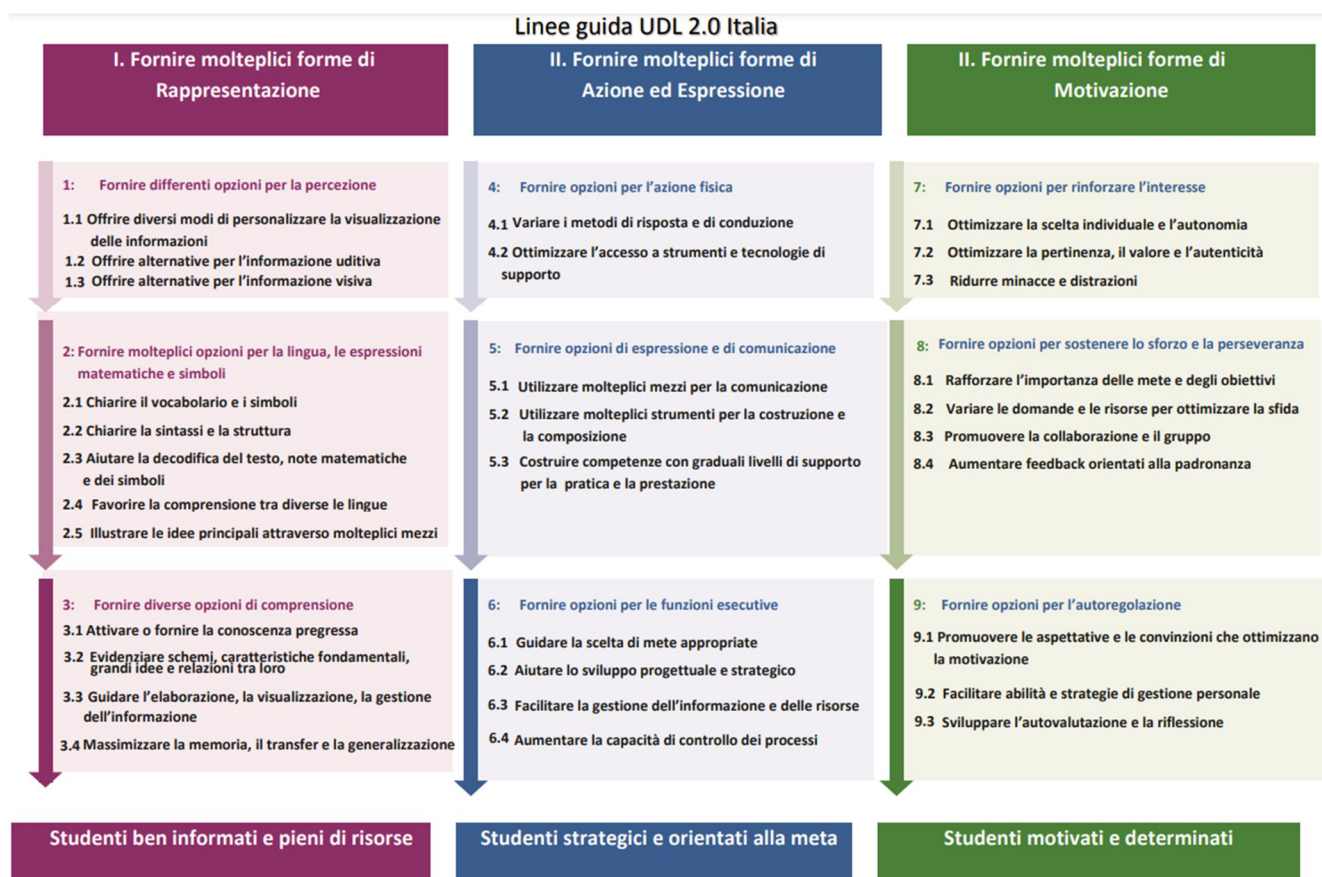 Linee guida UDL 2.0 Italia
I. Fornire molteplici forme di
Rappresentazione
1: Fornire differenti opzioni per la percezione
1.1 Offrire diversi modi di personalizzare la visualizzazione
delle informazioni
1.2 Offrire alternative per l'informazione uditiva
1.3 Offrire alternative per l'informazione visiva
2: Fornire molteplici opzioni per la lingua, le espressioni
matematiche e simboli
2.1 Chiarire il vocabolario e i simboli
2.2 Chiarire la sintassi e la struttura
2.3 Aiutare la decodifica del testo, note matematiche
e dei simboli
2.4 Favorire la comprensione tra diverse le lingue
2.5 Illustrare le idee principali attraverso molteplici mezzi
3: Fornire diverse opzioni di comprensione
3.1 Attivare o fornire la conoscenza pregressa
3.2 Evidenziare schemi, caratteristiche fondamentali,
grandi idee e relazioni tra loro
3.3 Guidare l'elaborazione, la visualizzazione, la gestione
dell'informazione
3.4 Massimizzare la memoria, il transfer e la generalizzazione
Studenti ben informati e pieni di risorse
II. Fornire molteplici forme di
Azione ed Espressione
4: Fornire opzioni per l'azione fisica
4.1 Variare i metodi di risposta e di conduzione
4.2 Ottimizzare l'accesso a strumenti e tecnologie di
supporto
5: Fornire opzioni di espressione e di comunicazione
5.1 Utilizzare molteplici mezzi per la comunicazione
5.2 Utilizzare molteplici strumenti per la costruzione e
la composizione
5.3 Costruire competenze con graduali livelli di supporto
per la pratica e la prestazione
6: Fornire opzioni per le funzioni esecutive
6.1 Guidare la scelta di mete appropriate
6.2 Aiutare lo sviluppo progettuale e strategico
6.3 Facilitare la gestione dell'informazione e delle risorse
6.4 Aumentare la capacità di controllo dei processi
Studenti strategici e orientati alla meta
II. Fornire molteplici forme di
Motivazione
7: Fornire opzioni per rinforzare l'interesse
7.1 Ottimizzare la scelta individuale e l'autonomia
7.2 Ottimizzare la pertinenza, il valore e l'autenticità
7.3 Ridurre minacce e distrazioni
8: Fornire opzioni per sostenere lo sforzo e la perseveranza
8.1 Rafforzare l'importanza delle mete e degli obiettivi
8.2 Variare le domande e le risorse per ottimizzare la sfida
8.3 Promuovere la collaborazione e il gruppo
8.4 Aumentare feedback orientati alla padronanza
9: Fornire opzioni per l'autoregolazione
9.1 Promuovere le aspettative e le convinzioni che ottimizzano
la motivazione
9.2 Facilitare abilità e strategie di gestione personale
9.3 Sviluppare l'autovalutazione e la riflessione
Studenti motivati e determinati